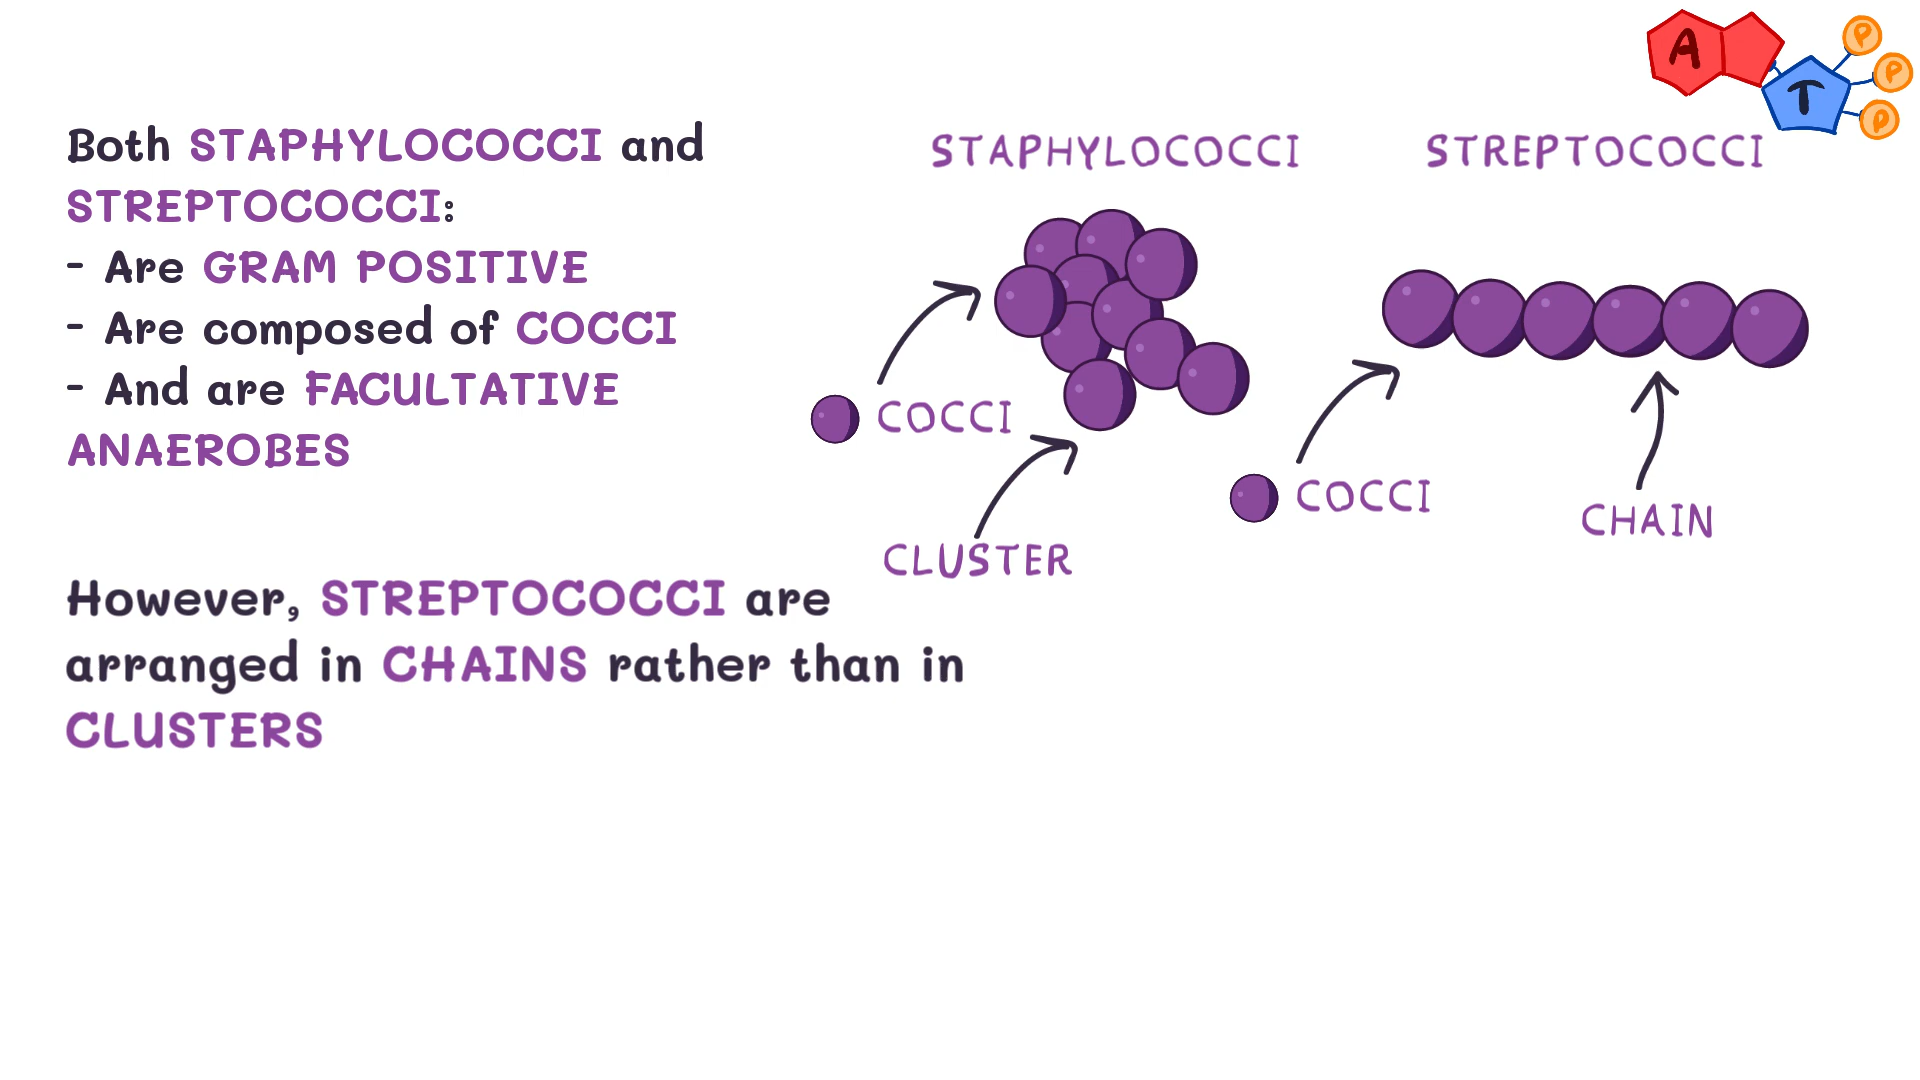 Both STAPHYLOCOCCI and
STREPTOCOCCI:
- Are GRAM POSITIVE
- Are composed of COCCI
- And are FACULTATIVE
ANAEROBES
However, STREPTOCOCCI are
arranged in CHAINS rather than in
CLUSTERS
STAPHYLOCOCCI
COCCI
CLUSTER
STREPTOCOCCI
COCCI
CHAIN
A
T
P
P
P